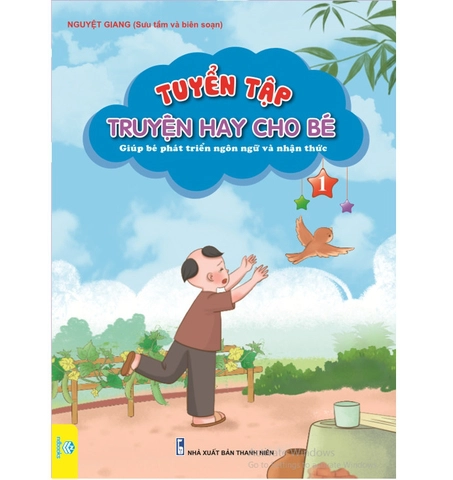 NGUYỆT GIANG (Sưu tầm và biên soạn)
TUYỂN TẬP
TRUYỆN HAY CHO BÉ
Giúp bé phát triển ngôn ngữ và nhận thức
1
NHÀ XUẤT BẢN THANH NIÊN